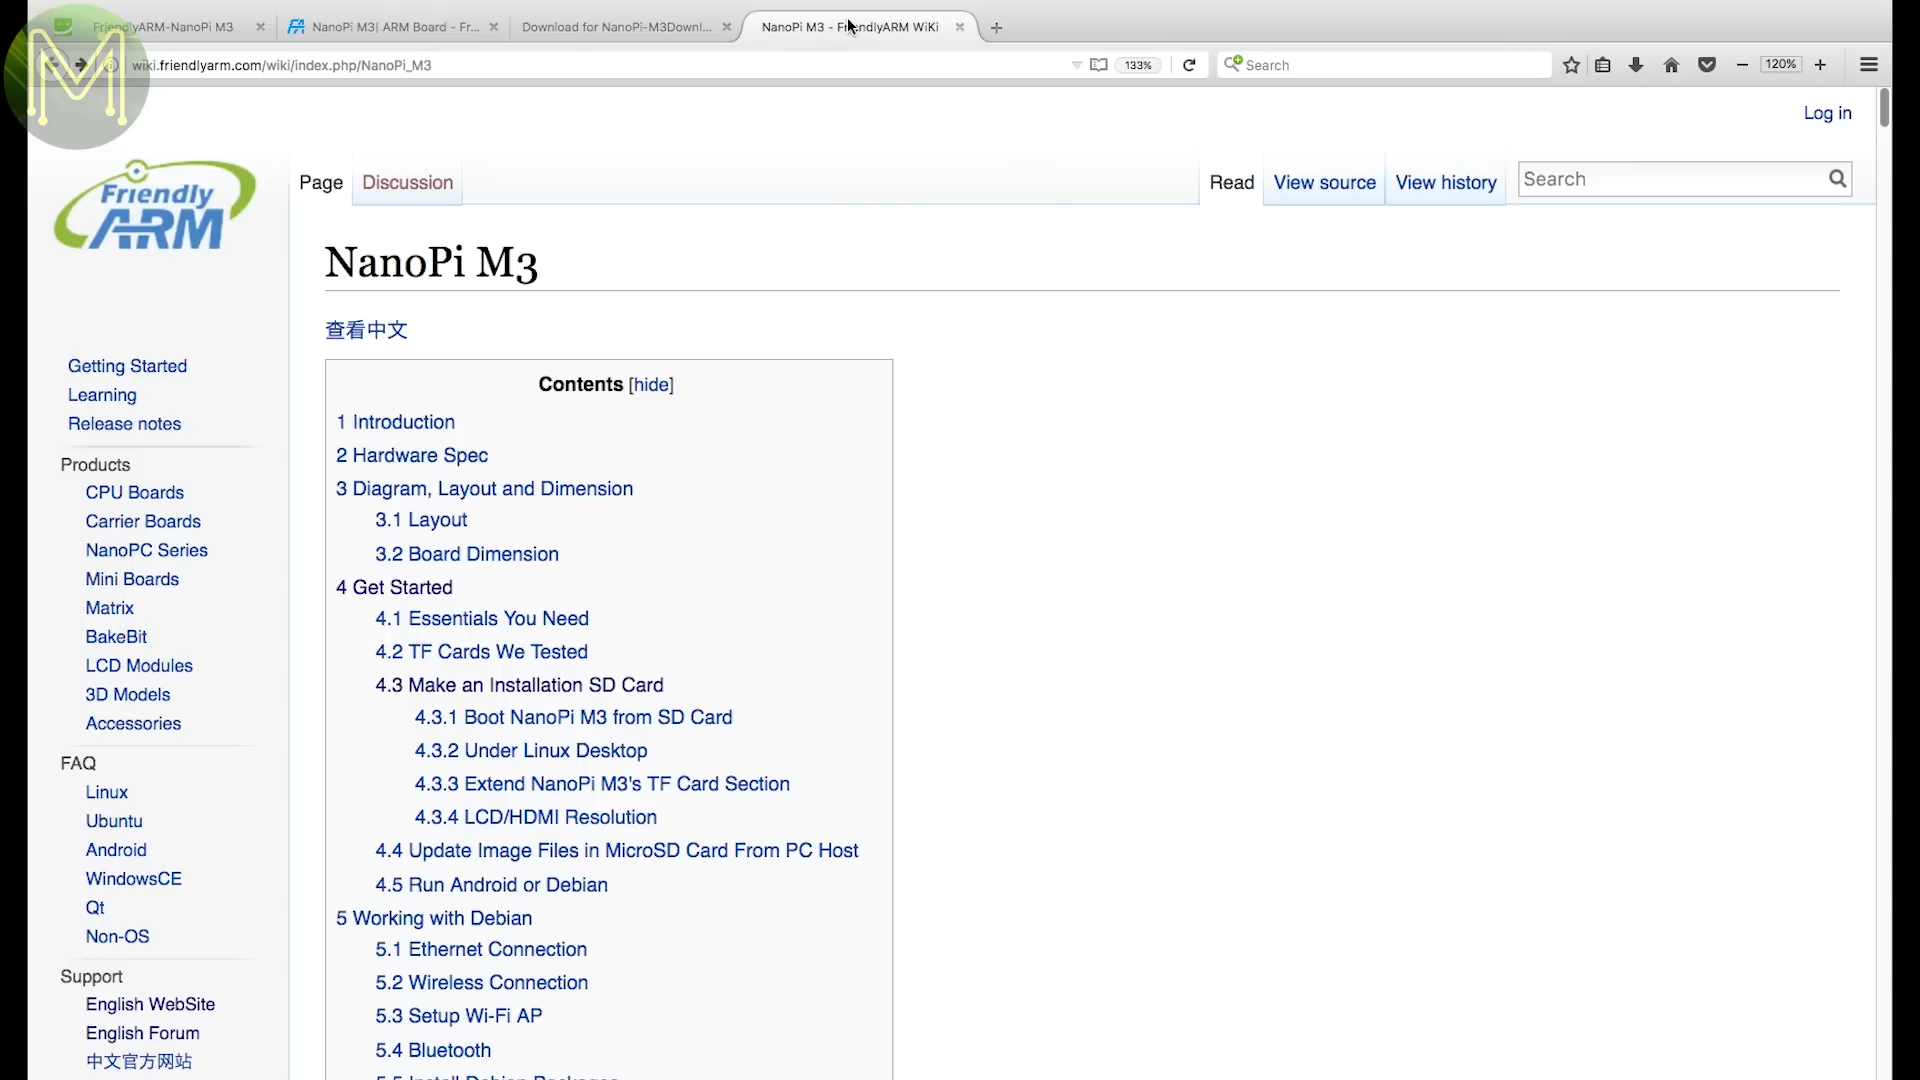 FriendlyARM-NanoPi M3
NanoPi M3| ARM Board - Fr...
Download for NanoPi-M3Downl...
NanoPi M3 - FriendlyARM WiKi
wiki.friendlyarm.com/wiki/index.php/NanoPi_M3
133%
Search
120%
Log in
Friendly
ARM
Page
Discussion
Read
View source
View history
Search
NanoPi M3
查看中文
Getting Started
Learning
Release notes
Products
CPU Boards
Carrier Boards
NanoPC Series
Mini Boards
Matrix
BakeBit
LCD Modules
3D Models
Accessories
FAQ
Linux
Ubuntu
Android
WindowsCE
Qt
Non-OS
Support
English WebSite
English Forum
中文官方网站
Contents [hide]
1 Introduction
2 Hardware Spec
3 Diagram, Layout and Dimension
3.1 Layout
3.2 Board Dimension
4 Get Started
4.1 Essentials You Need
4.2 TF Cards We Tested
4.3 Make an Installation SD Card
4.3.1 Boot NanoPi M3 from SD Card
4.3.2 Under Linux Desktop
4.3.3 Extend NanoPi M3's TF Card Section
4.3.4 LCD/HDMI Resolution
4.4 Update Image Files in MicroSD Card From PC Host
4.5 Run Android or Debian
5 Working with Debian
5.1 Ethernet Connection
5.2 Wireless Connection
5.3 Setup Wi-Fi AP
5.4 Bluetooth